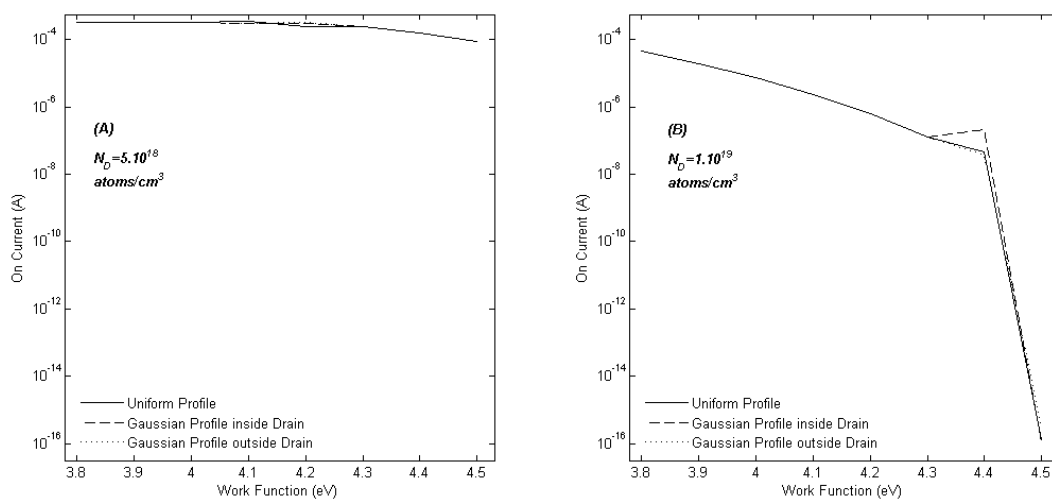 10^-4
10^-6
10^-8
10^-10
10^-12
10^-14
10^-16
On Current (A)
(A)
N_D=5.10^18
atoms/cm^3
Uniform Profile
Gaussian Profile inside Drain
Gaussian Profile outside Drain
3.8 3.9 4 4.1 4.2 4.3 4.4 4.5
Work Function (eV)
10^-4
10^-6
10^-8
10^-10
10^-12
10^-14
10^-16
On Current (A)
(B)
N_D=1.10^19
atoms/cm^3
Uniform Profile
Gaussian Profile inside Drain
Gaussian Profile outside Drain
3.8 3.9 4 4.1 4.2 4.3 4.4 4.5
Work Function (eV)